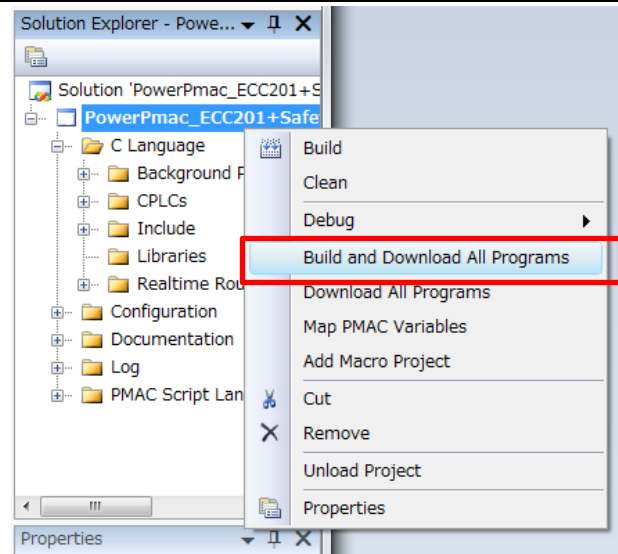 Solution Explorer - Powe...
Solution 'PowerPmac_ECC201+S
PowerPmac_ECC201+Safe
C Language
Background P
CPLCs
Include
Libraries
Realtime Rou
Configuration
Documentation
Log
PMAC Script Lan
Build
Clean
Debug
Build and Download All Programs
Download All Programs
Map PMAC Variables
Add Macro Project
Cut
Remove
Unload Project
Properties
Properties